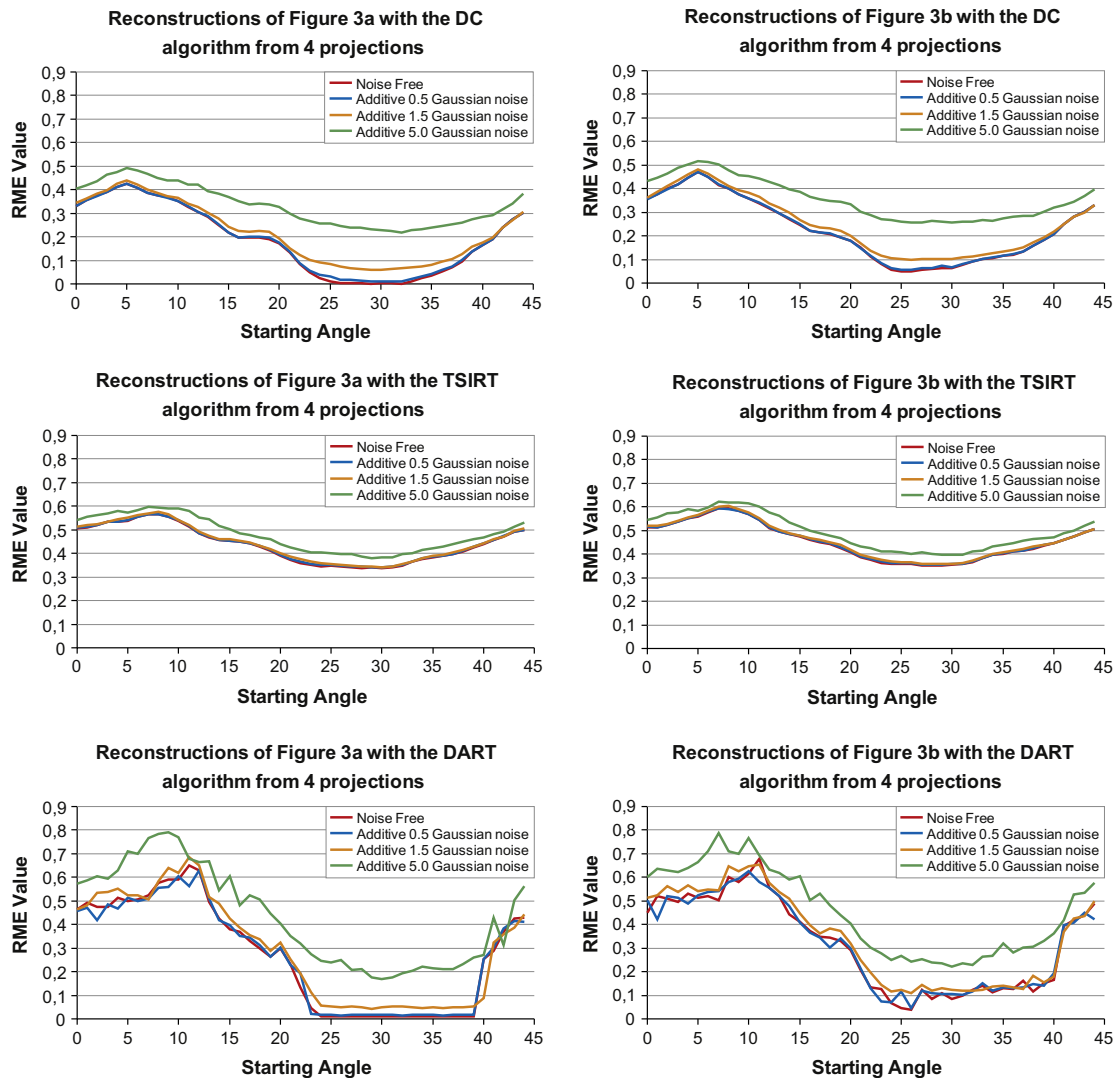 Reconstructions of Figure 3a with the DC
algorithm from 4 projections
0,9
0,8
0,7
0,6
0,5
0,4
0,3
0,2
0,1
0
RME Value
Noise Free
Additive 0.5 Gaussian noise
Additive 1.5 Gaussian noise
Additive 5.0 Gaussian noise
0 5 10 15 20 25 30 35 40 45
Starting Angle
Reconstructions of Figure 3b with the DC
algorithm from 4 projections
0,9
0,8
0,7
0,6
0,5
0,4
0,3
0,2
0,1
0
RME Value
Noise Free
Additive 0.5 Gaussian noise
Additive 1.5 Gaussian noise
Additive 5.0 Gaussian noise
0 5 10 15 20 25 30 35 40 45
Starting Angle
Reconstructions of Figure 3a with the TSIRT
algorithm from 4 projections
0,9
0,8
0,7
0,6
0,5
0,4
0,3
0,2
0,1
0
RME Value
Noise Free
Additive 0.5 Gaussian noise
Additive 1.5 Gaussian noise
Additive 5.0 Gaussian noise
0 5 10 15 20 25 30 35 40 45
Starting Angle
Reconstructions of Figure 3b with the TSIRT
algorithm from 4 projections
0,9
0,8
0,7
0,6
0,5
0,4
0,3
0,2
0,1
0
RME Value
Noise Free
Additive 0.5 Gaussian noise
Additive 1.5 Gaussian noise
Additive 5.0 Gaussian noise
0 5 10 15 20 25 30 35 40 45
Starting Angle
Reconstructions of Figure 3a with the DART
algorithm from 4 projections
0,9
0,8
0,7
0,6
0,5
0,4
0,3
0,2
0,1
0
RME Value
Noise Free
Additive 0.5 Gaussian noise
Additive 1.5 Gaussian noise
Additive 5.0 Gaussian noise
0 5 10 15 20 25 30 35 40 45
Starting Angle
Reconstructions of Figure 3b with the DART
algorithm from 4 projections
0,9
0,8
0,7
0,6
0,5
0,4
0,3
0,2
0,1
0
RME Value
Noise Free
Additive 0.5 Gaussian noise
Additive 1.5 Gaussian noise
Additive 5.0 Gaussian noise
0 5 10 15 20 25 30 35 40 45
Starting Angle